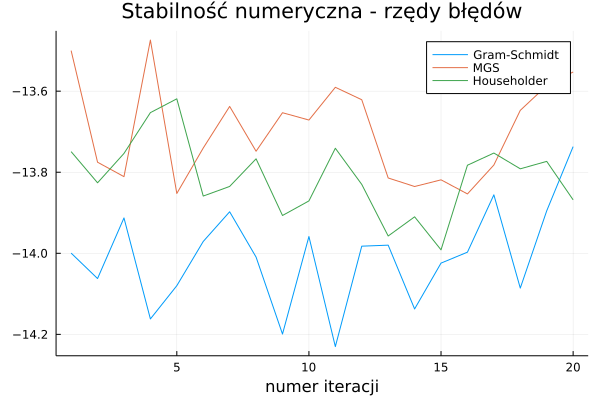 Stabilność numeryczna - rzędy błędów
Gram-Schmidt
MGS
Householder
−13.6
−13.8
−14.0
−14.2
5
10
15
20
numer iteracji